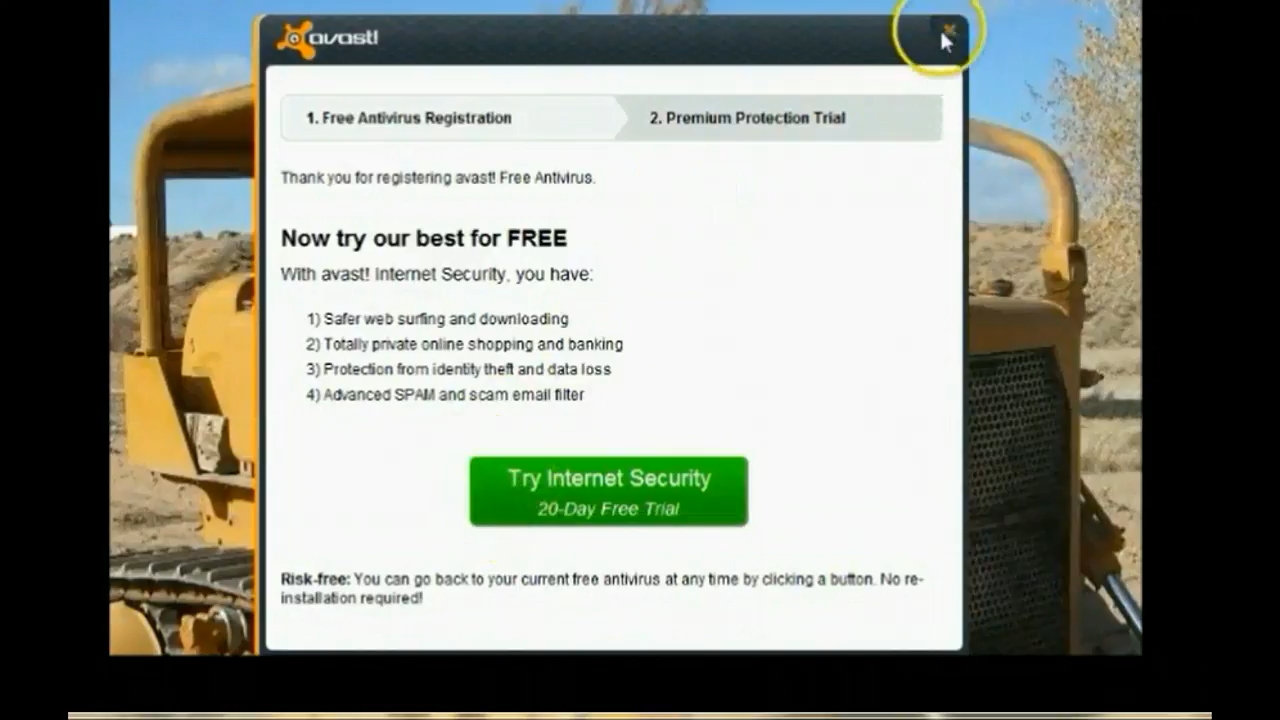 avast!
1. Free Antivirus Registration
2. Premium Protection Trial
Thank you for registering avast! Free Antivirus.
Now try our best for FREE
With avast! Internet Security, you have:
1) Safer web surfing and downloading
2) Totally private online shopping and banking
3) Protection from identity theft and data loss
4) Advanced SPAM and scam email filter
Try Internet Security
20-Day Free Trial
Risk-free: You can go back to your current free antivirus at any time by clicking a button. No re-
installation required!